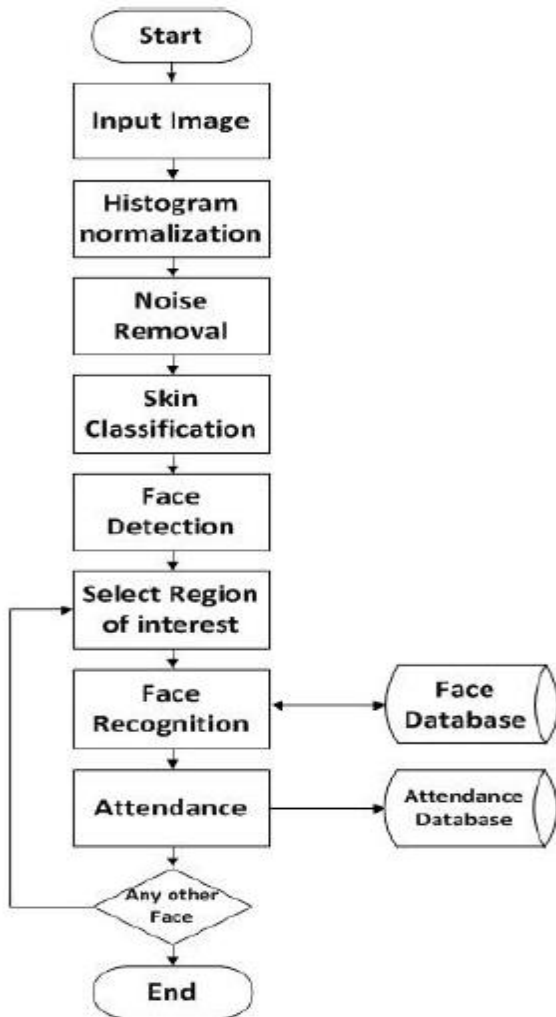 Start
Input Image
Histogram
normalization
Noise
Removal
Skin
Classification
Face
Detection
Select Region
of interest
Face
Recognition
Face
Database
Attendance
Attendance
Database
Any other
Face
End